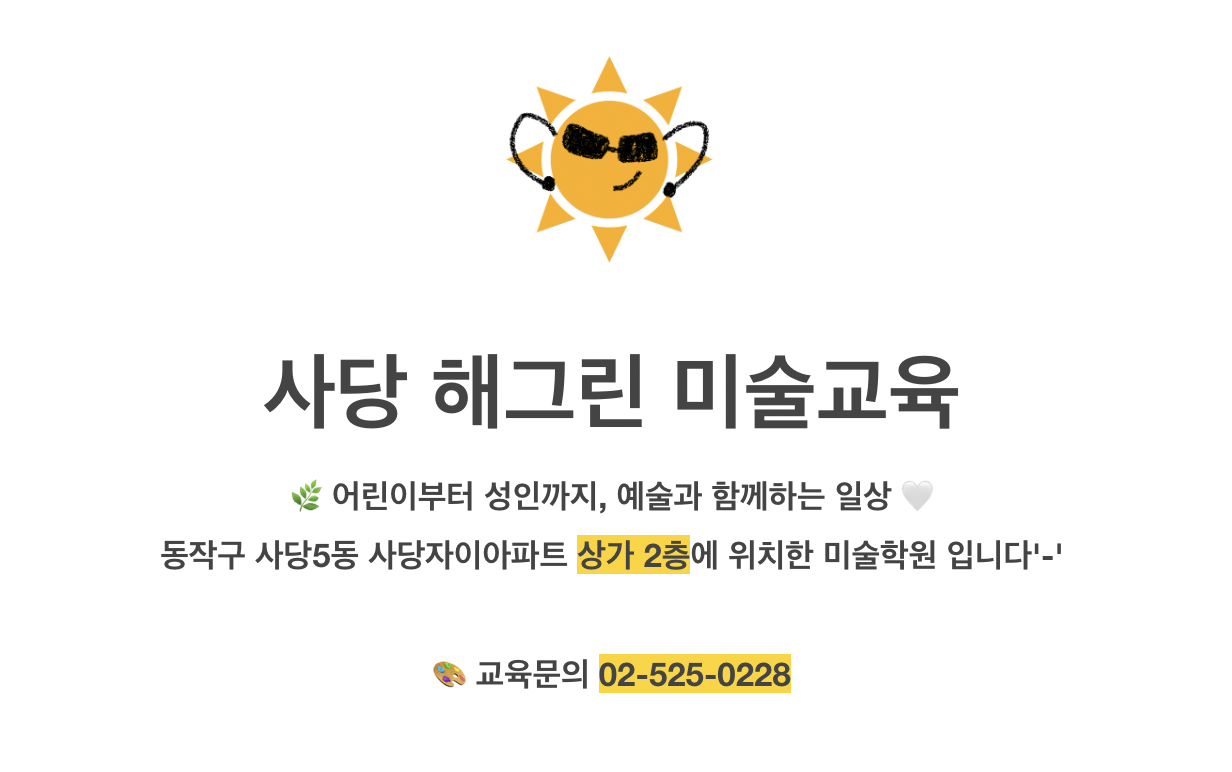 사당 해그린 미술교육
🌿 어린이부터 성인까지, 예술과 함께하는 일상 🤍
동작구 사당5동 사당자이아파트 상가 2층에 위치한 미술학원 입니다'-'
🎨 교육문의 02-525-0228